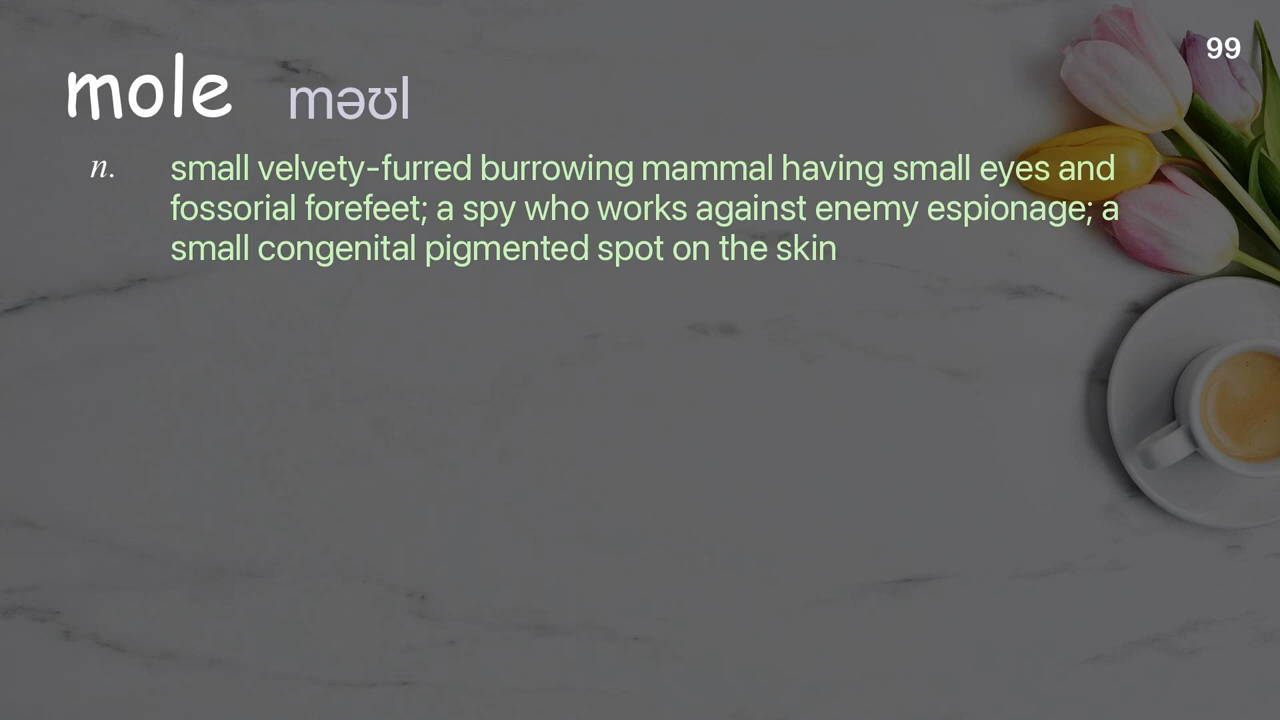 99
mole məʊl
n. small velvety-furred burrowing mammal having small eyes and
fossorial forefeet; a spy who works against enemy espionage; a
small congenital pigmented spot on the skin